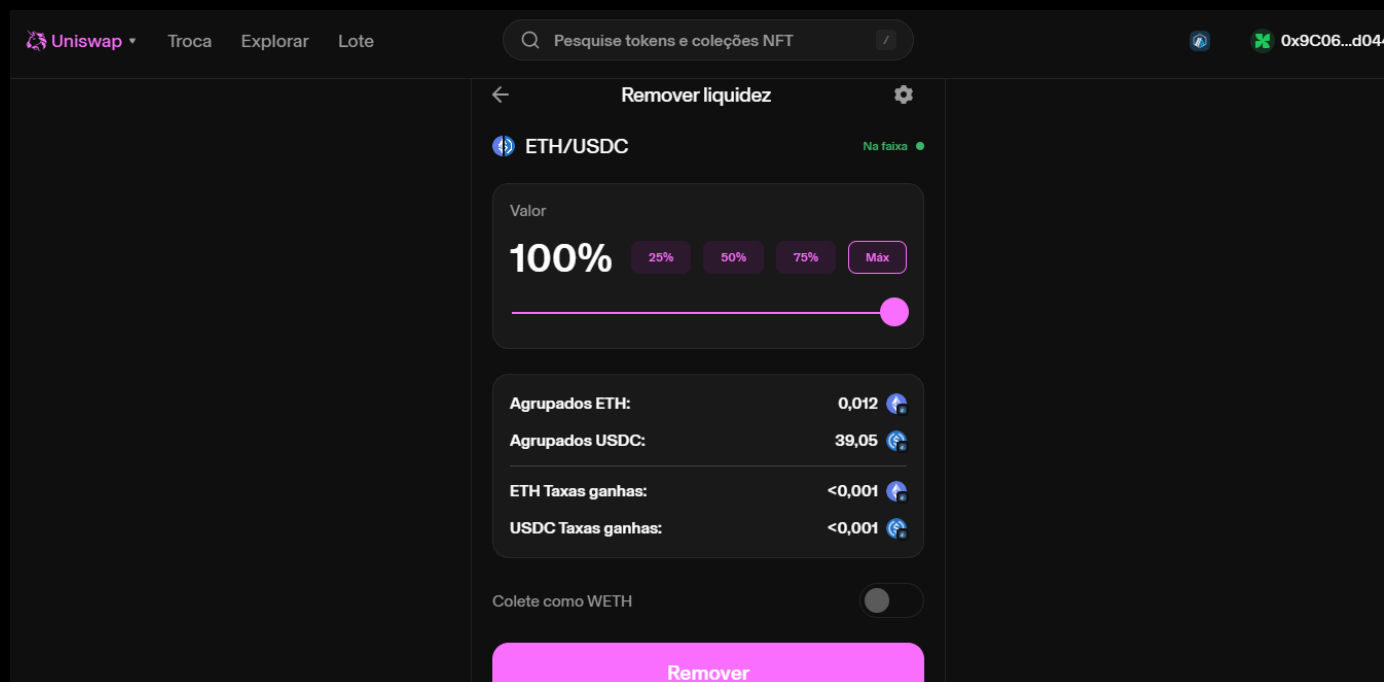 Uniswap Troca Explorar Lote Pesquise tokens e coleções NFT / 0x9C06...d044
Remover liquidez
ETH/USDC Na faixa
Valor
100% 25% 50% 75% Máx
Agrupados ETH: 0,012
Agrupados USDC: 39,05
ETH Taxas ganhas: <0,001
USDC Taxas ganhas: <0,001
Colete como WETH
Remover